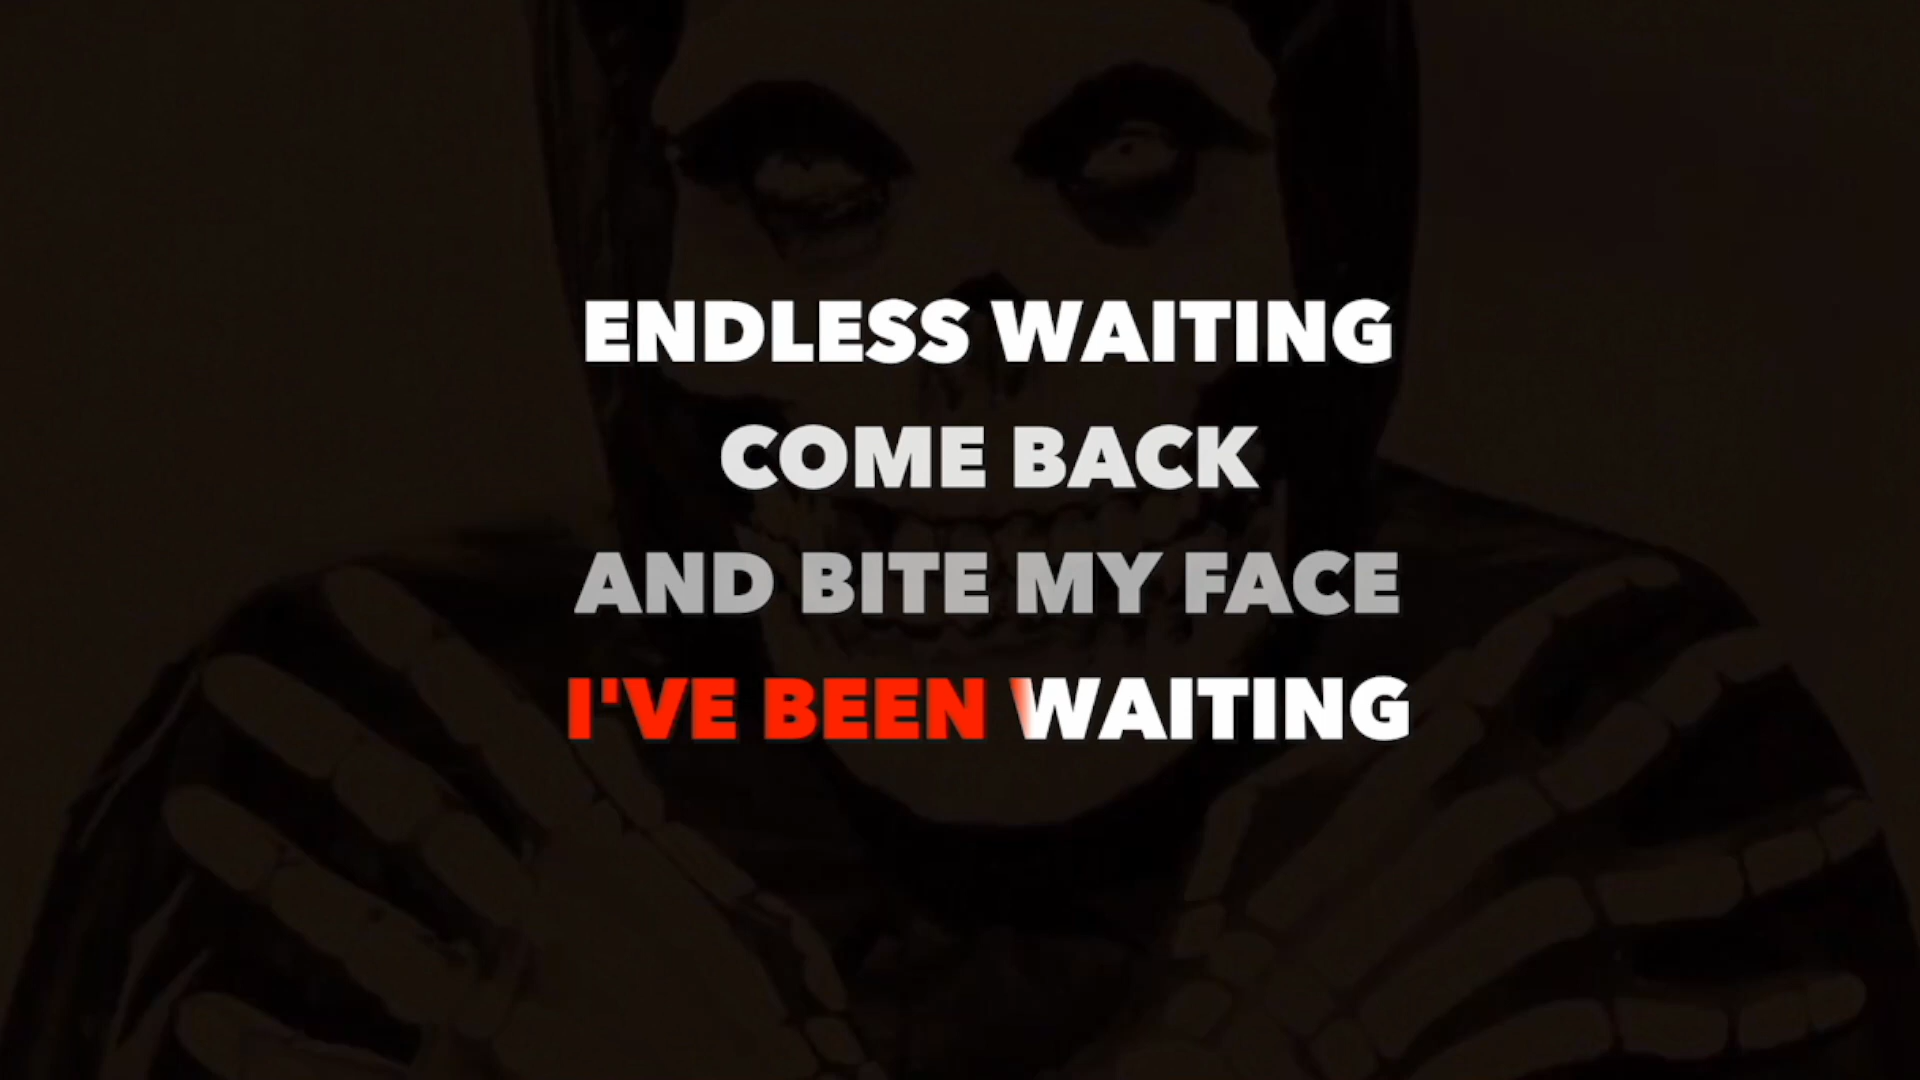 ENDLESS WAITING
COME BACK
AND BITE MY FACE
I'VE BEEN WAITING